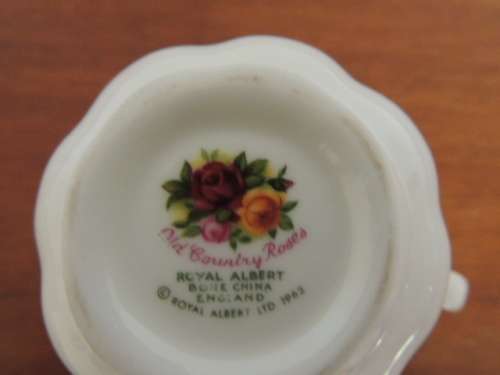 Old Country Roses
ROYAL ALBERT
BONE CHINA
ENGLAND
© ROYAL ALBERT LTD 1962